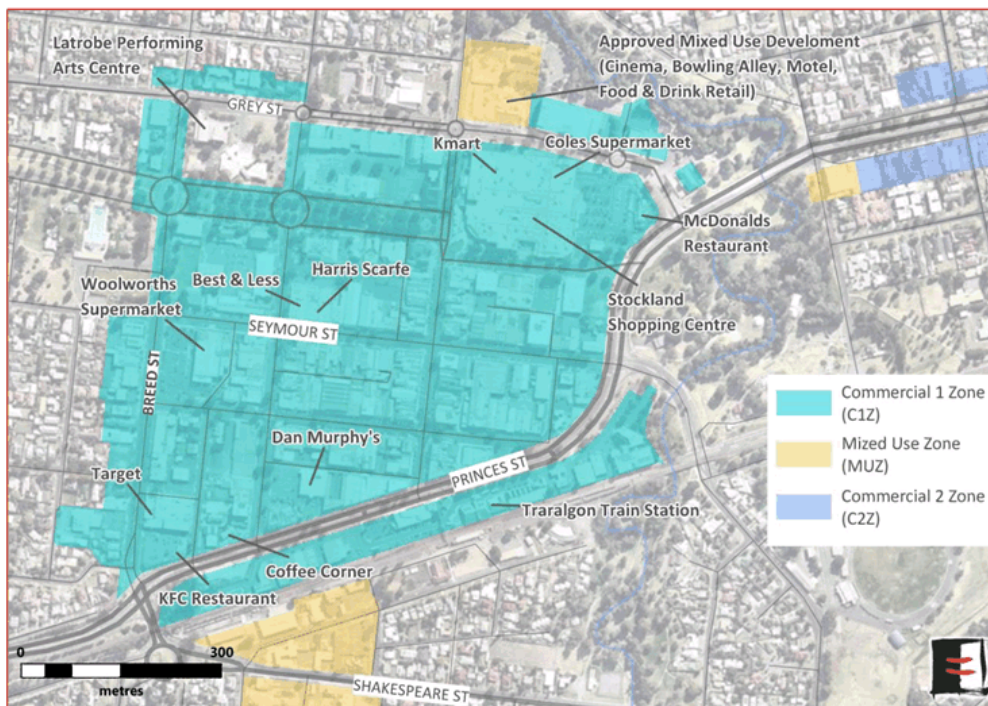 Latrobe Performing
Arts Centre
Approved Mixed Use Develoment
(Cinema, Bowling Alley, Motel,
Food & Drink Retail)
GREY ST
Kmart
Coles Supermarket
McDonalds
Restaurant
Woolworths
Supermarket
Best & Less
Harris Scarfe
Stockland
Shopping Centre
SEYMOUR ST
BREED ST
Commercial 1 Zone
(C1Z)
Mized Use Zone
(MUZ)
Commercial 2 Zone
(C2Z)
Dan Murphy's
Target
PRINCES ST
Traralgon Train Station
Coffee Corner
KFC Restaurant
0
300
metres
SHAKESPEARE ST